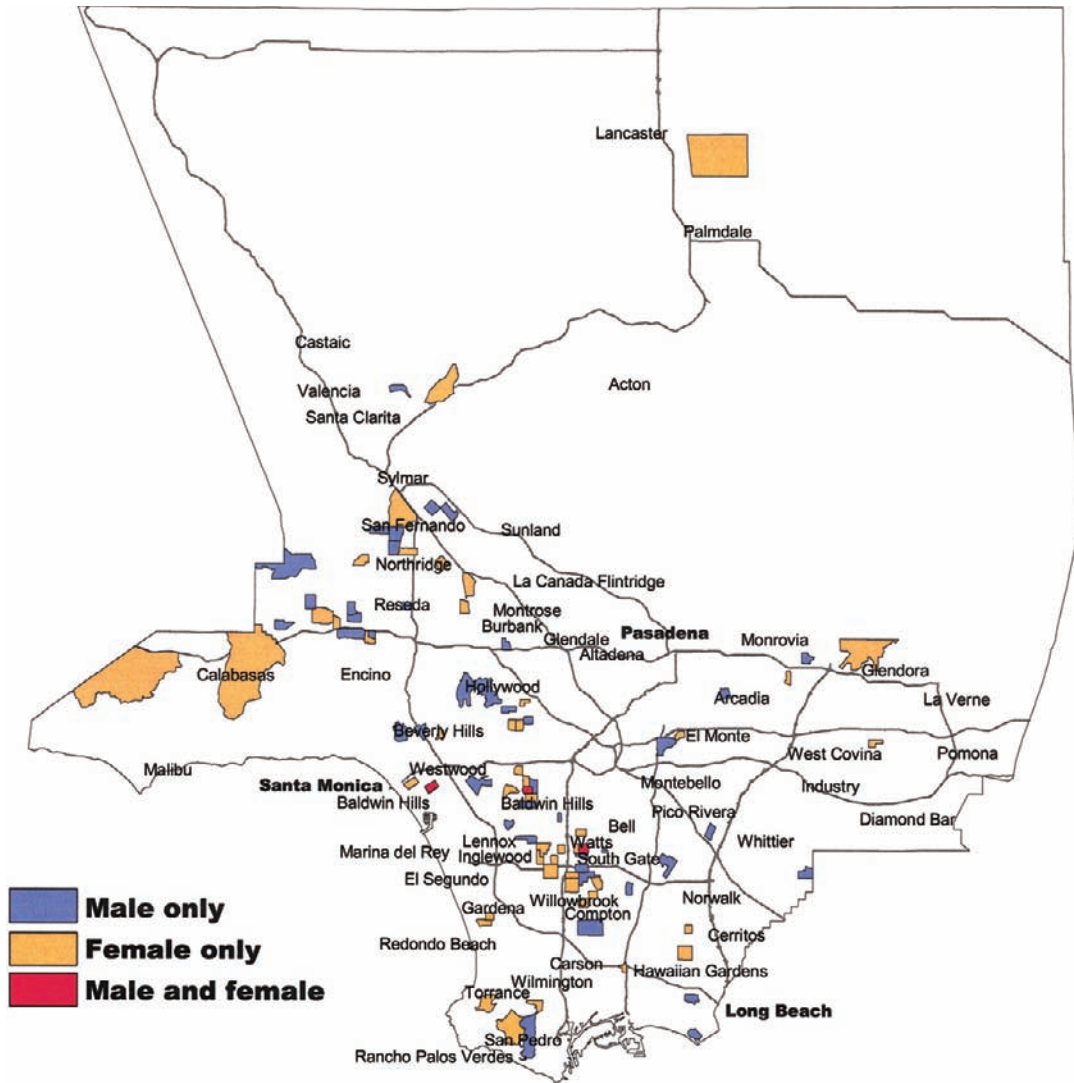 Lancaster
Palmdale
Castaic
Acton
Valencia
Santa Clarita
Sylmar
San Fernando
Sunland
Northridge
La Canada Flintridge
Reseda
Montrose
Burbank
Glendale
Pasadena
Monrovia
Altadena
Calabasas
Encino
Glendora
Hollywood
Arcadia
La Verne
Beverly Hills
El Monte
West Covina
Pomona
Malibu
Westwood
Santa Monica
Montebello
Industry
Baldwin Hills
Baldwin Hills
Pico Rivera
Diamond Bar
Bell
Whittier
Lennox
Watts
Marina del Rey
Inglewood
South Gate
El Segundo
Norwalk
Willowbrook
Gardena
Compton
Cerritos
Redondo Beach
Carson
Hawaiian Gardens
Wilmington
Torrance
Long Beach
San Pedro
Rancho Palos Verdes
Male only
Female only
Male and female